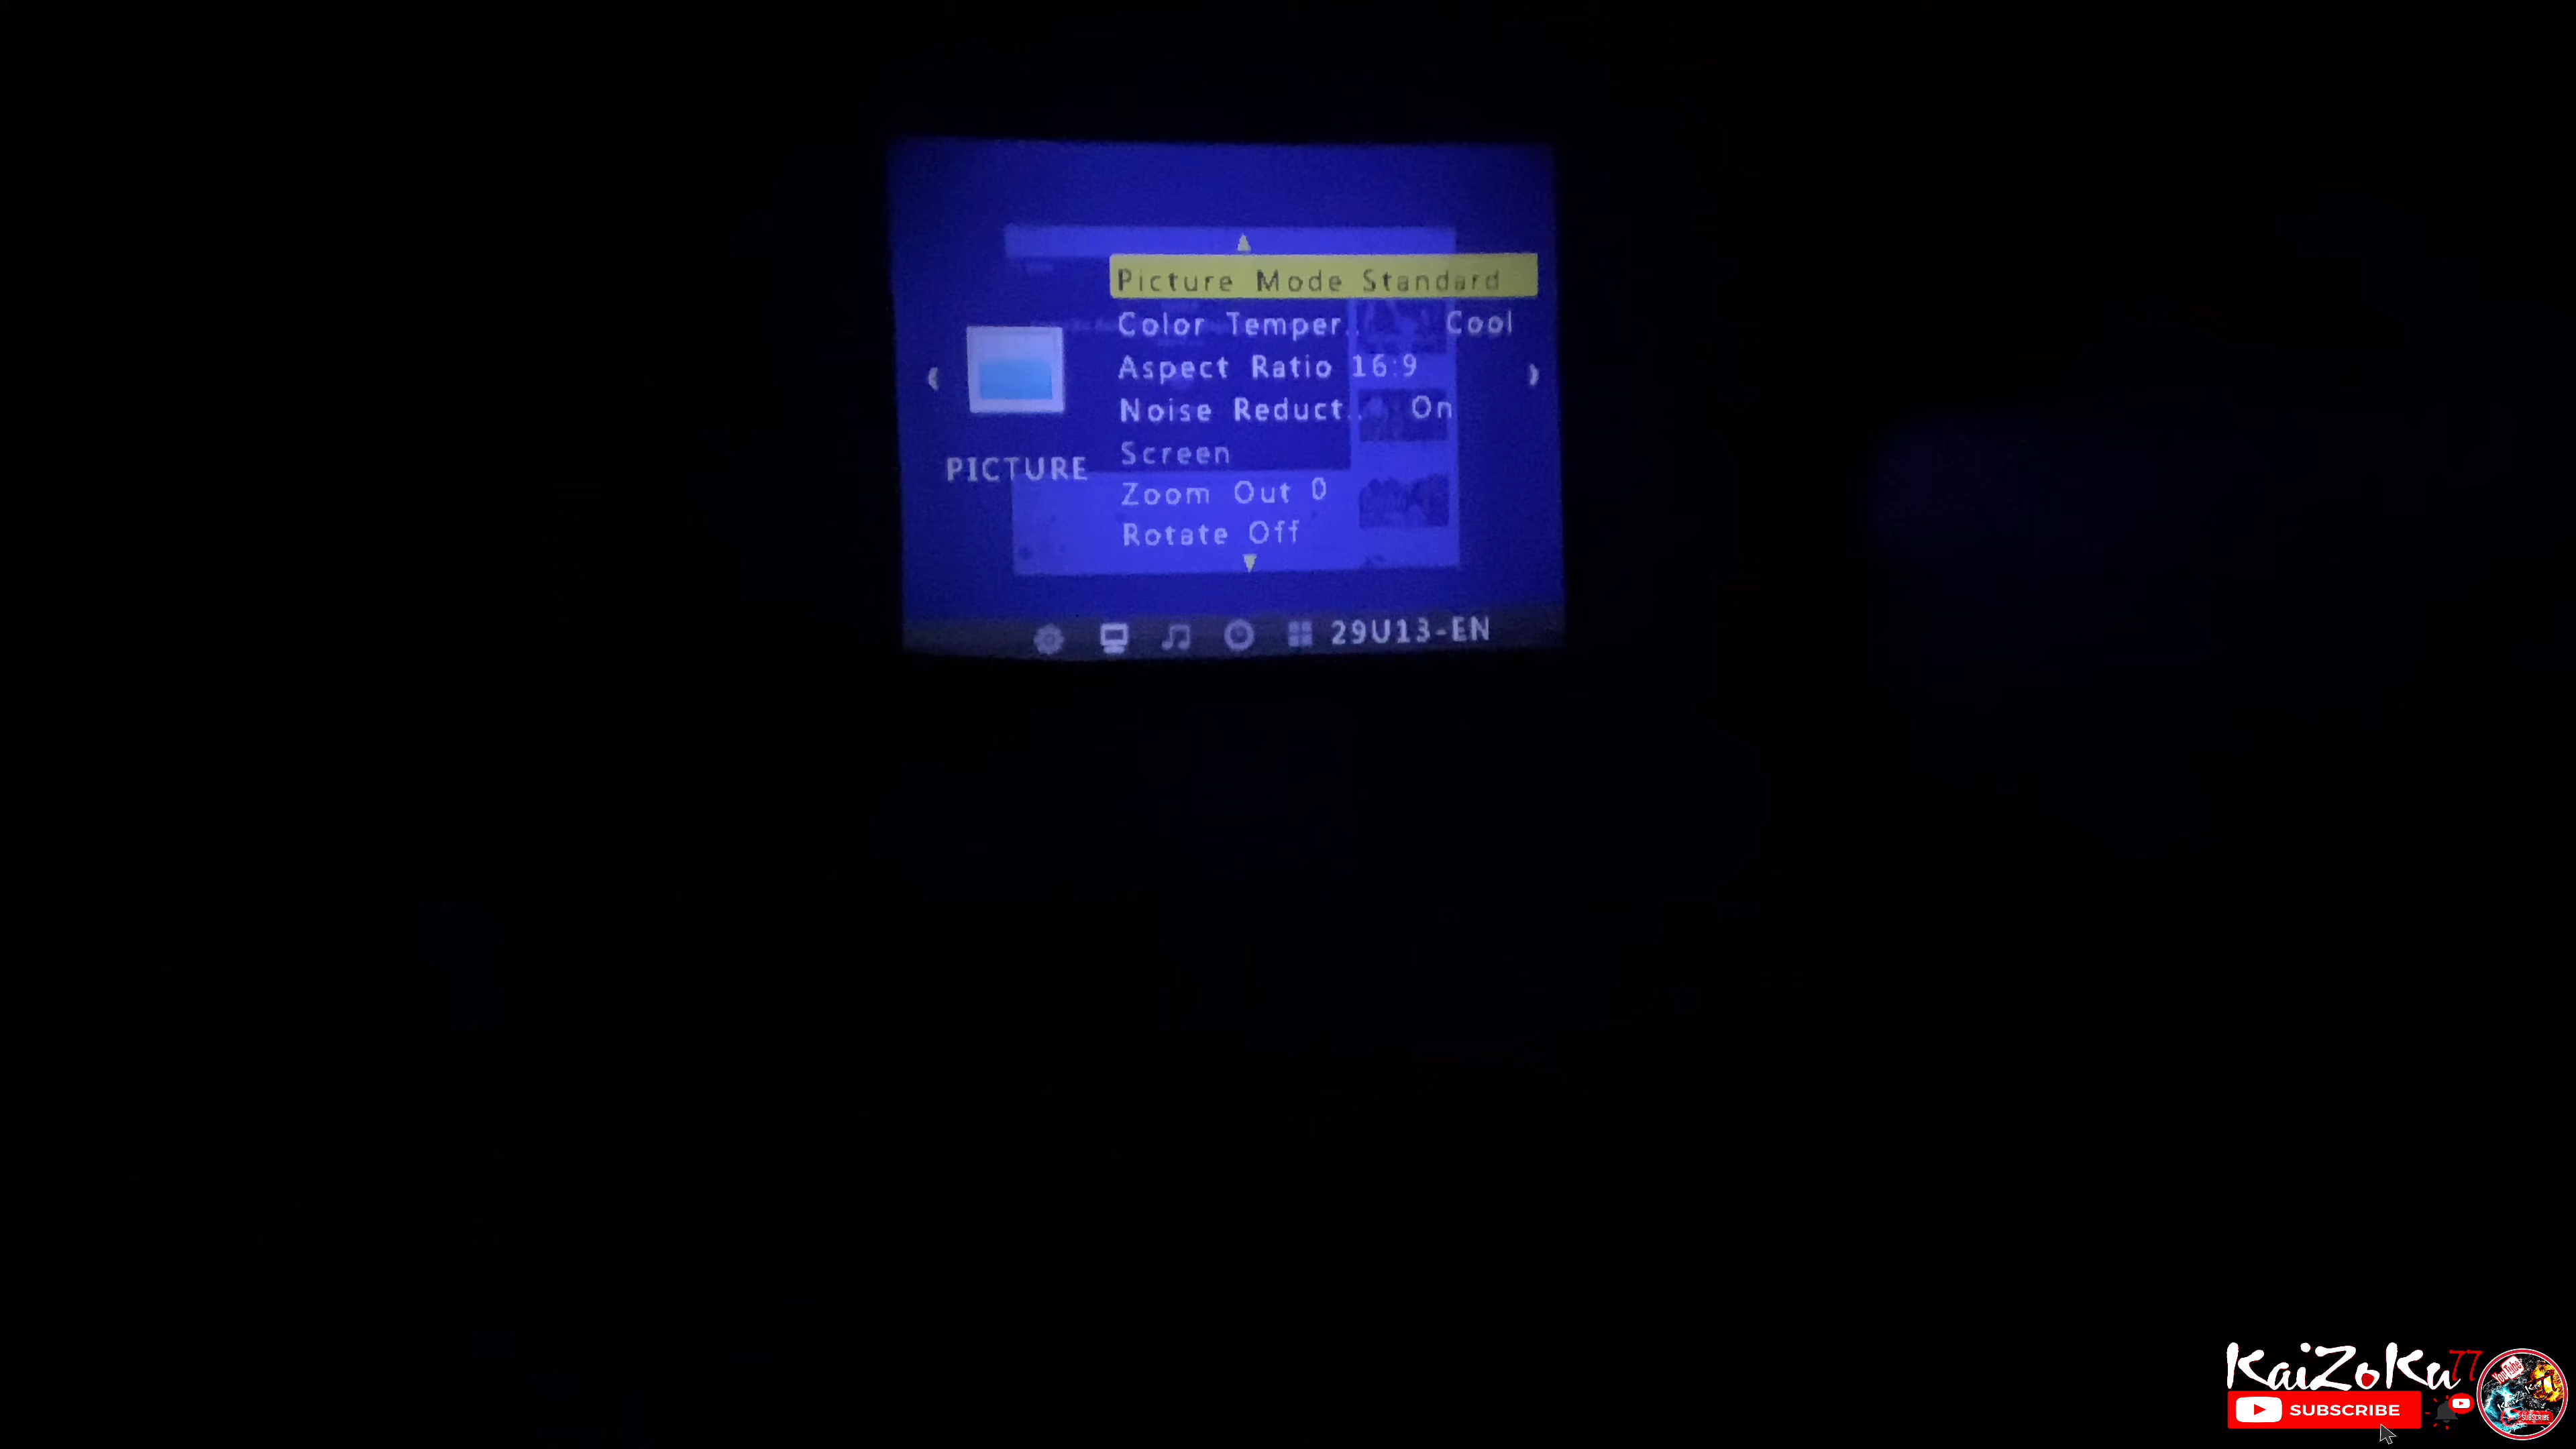 Picture Mode Standard
Color Temper.. Cool
Aspect Ratio 16:9
Noise Reduct.. On
Screen
Zoom Out 0
Rotate Off
PICTURE
29U13-EN
KaiZoKu77
SUBSCRIBE